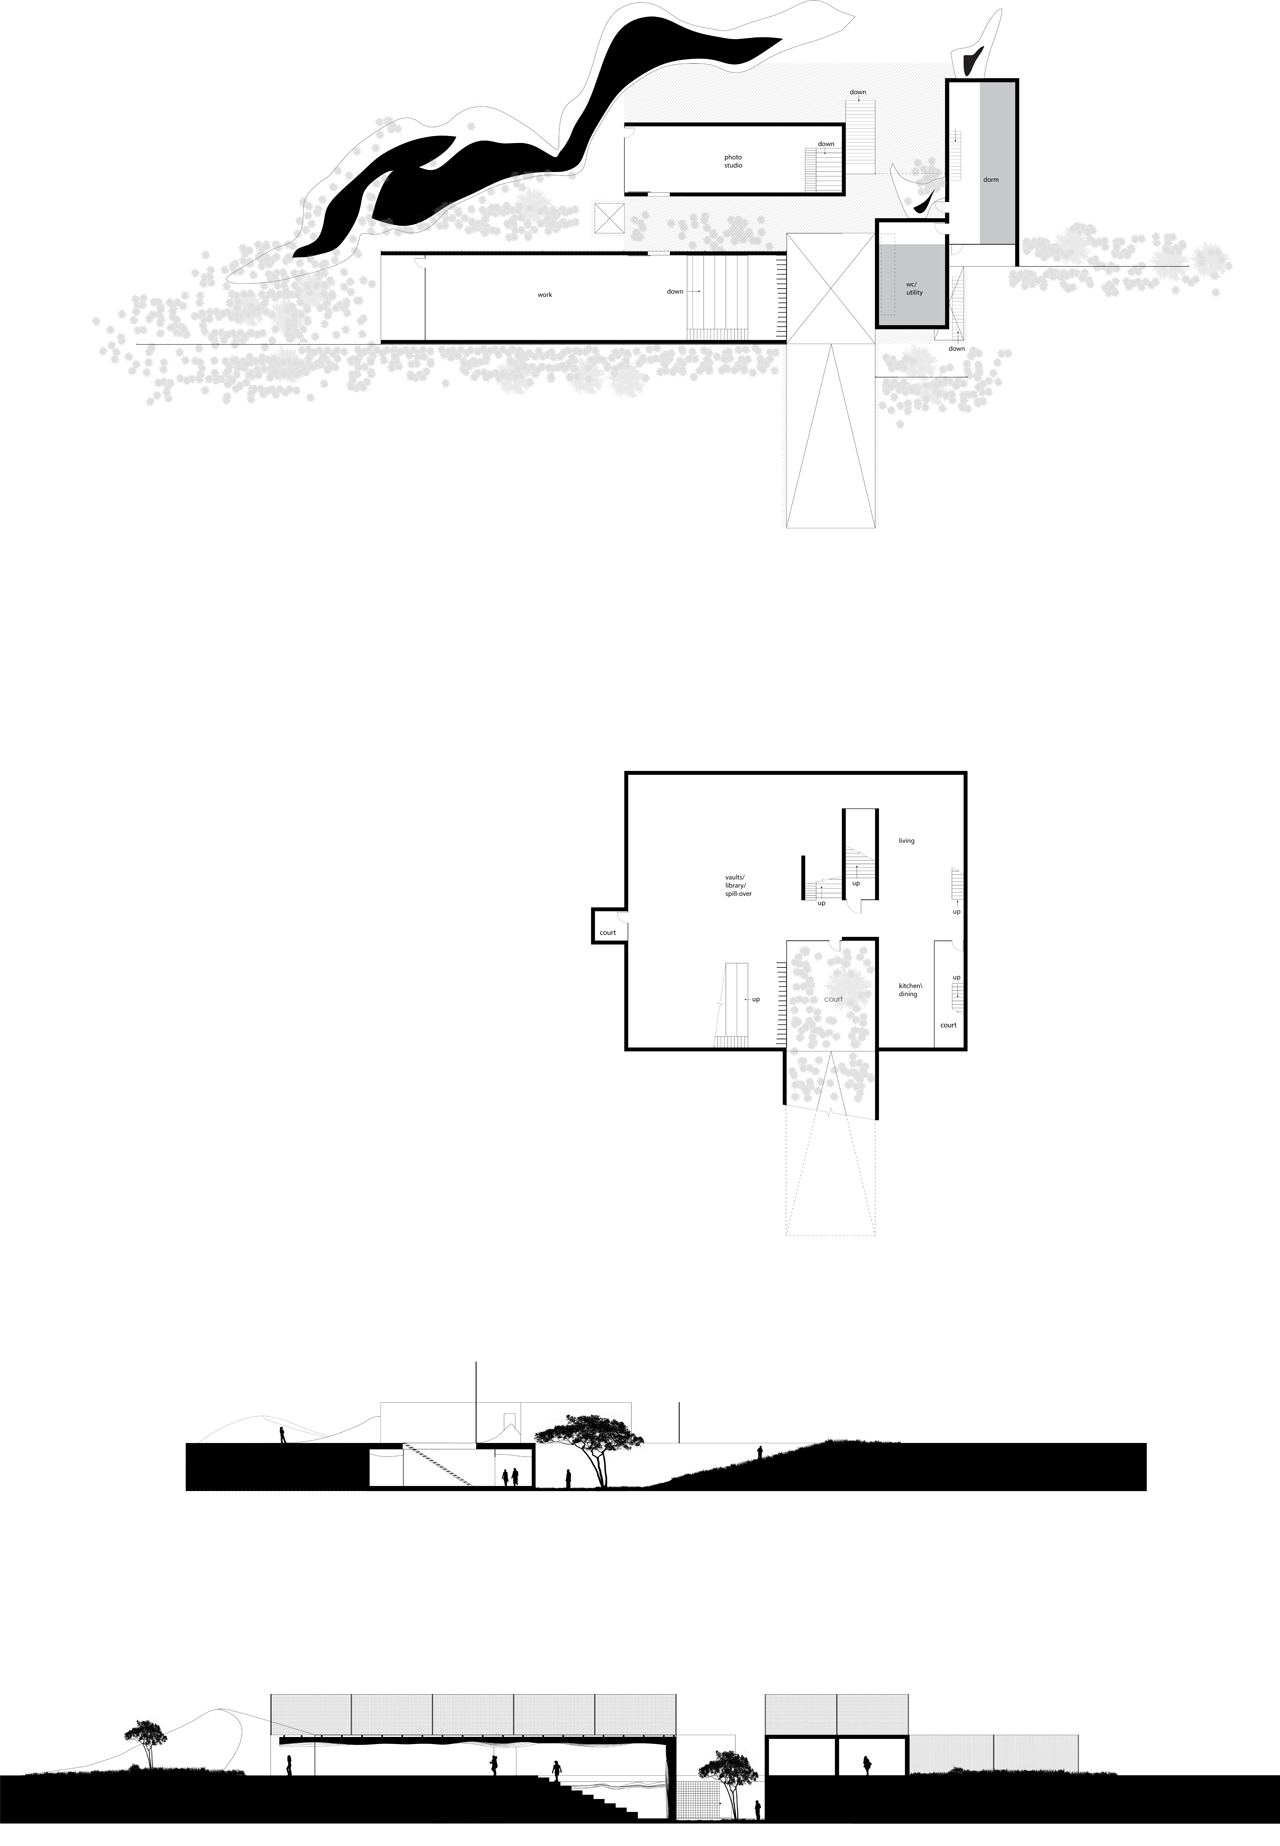 down
down
photo
studio
dorm
work
down
wc/
utility
down
living
vaults/
library/
spill-over
up
up
up
court
up
kitchen\
dining
up
court
court